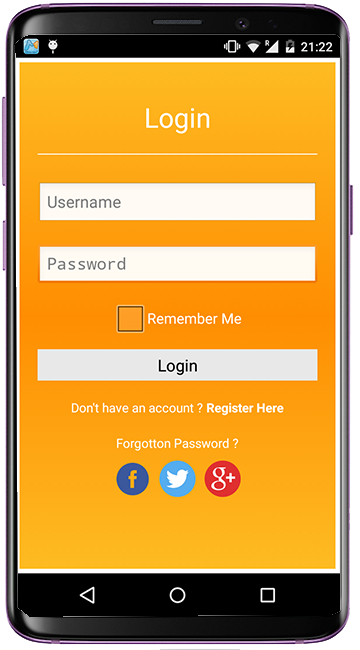 R 21:22
Login
Username
Password
Remember Me
Login
Don't have an account ? Register Here
Forgotton Password ?
f g+